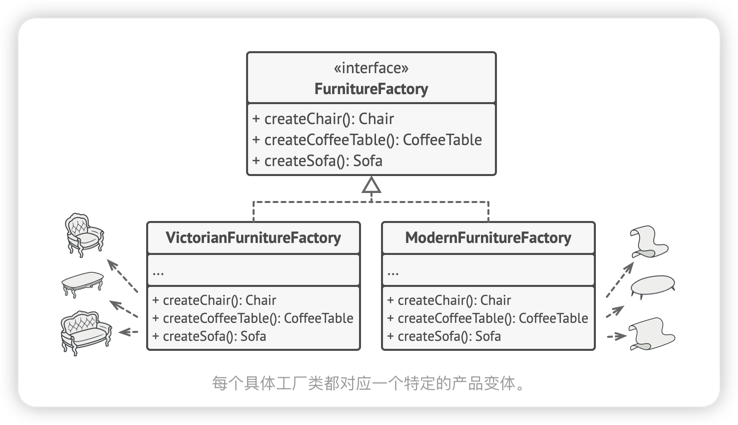 «interface»
FurnitureFactory
+ createChair(): Chair
+ createCoffeeTable(): CoffeeTable
+ createSofa(): Sofa
VictorianFurnitureFactory
...
+ createChair(): Chair
+ createCoffeeTable(): CoffeeTable
+ createSofa(): Sofa
ModernFurnitureFactory
...
+ createChair(): Chair
+ createCoffeeTable(): CoffeeTable
+ createSofa(): Sofa
每个具体工厂类都对应一个特定的产品变体。